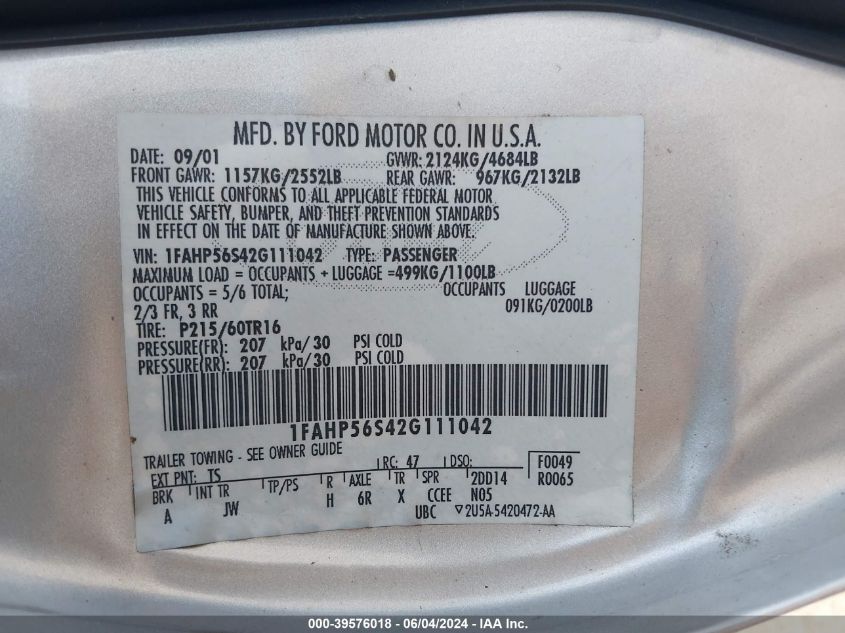 MFD. BY FORD MOTOR CO. IN U.S.A.
DATE: 09/01 GVWR: 2124KG/4684LB
FRONT GAWR: 1157KG/2552LB REAR GAWR: 967KG/2132LB
THIS VEHICLE CONFORMS TO ALL APPLICABLE FEDERAL MOTOR
VEHICLE SAFETY, BUMPER, AND THEFT PREVENTION STANDARDS
IN EFFECT ON THE DATE OF MANUFACTURE SHOWN ABOVE.
VIN: 1FAHP56S42G111042 TYPE: PASSENGER
MAXIMUM LOAD = OCCUPANTS + LUGGAGE =499KG/1100LB
OCCUPANTS = 5/6 TOTAL; OCCUPANTS LUGGAGE
2/3 FR, 3 RR 091KG/0200LB
TIRE: P215/60TR16
PRESSURE(FR): 207 kPa/30 PSI COLD
PRESSURE(RR): 207 kPa/30 PSI COLD
1FAHP56S42G111042
TRAILER TOWING - SEE OWNER GUIDE
EXT PNT: TS RC: 47 DSO: F0049
BRK INT TR TP/PS R AXLE TR SPR 2DD14 R0065
A JW H 6R X CCEE N05
UBC ▽2U5A-5420472-AA
000-39576018 - 06/04/2024 - IAA Inc.